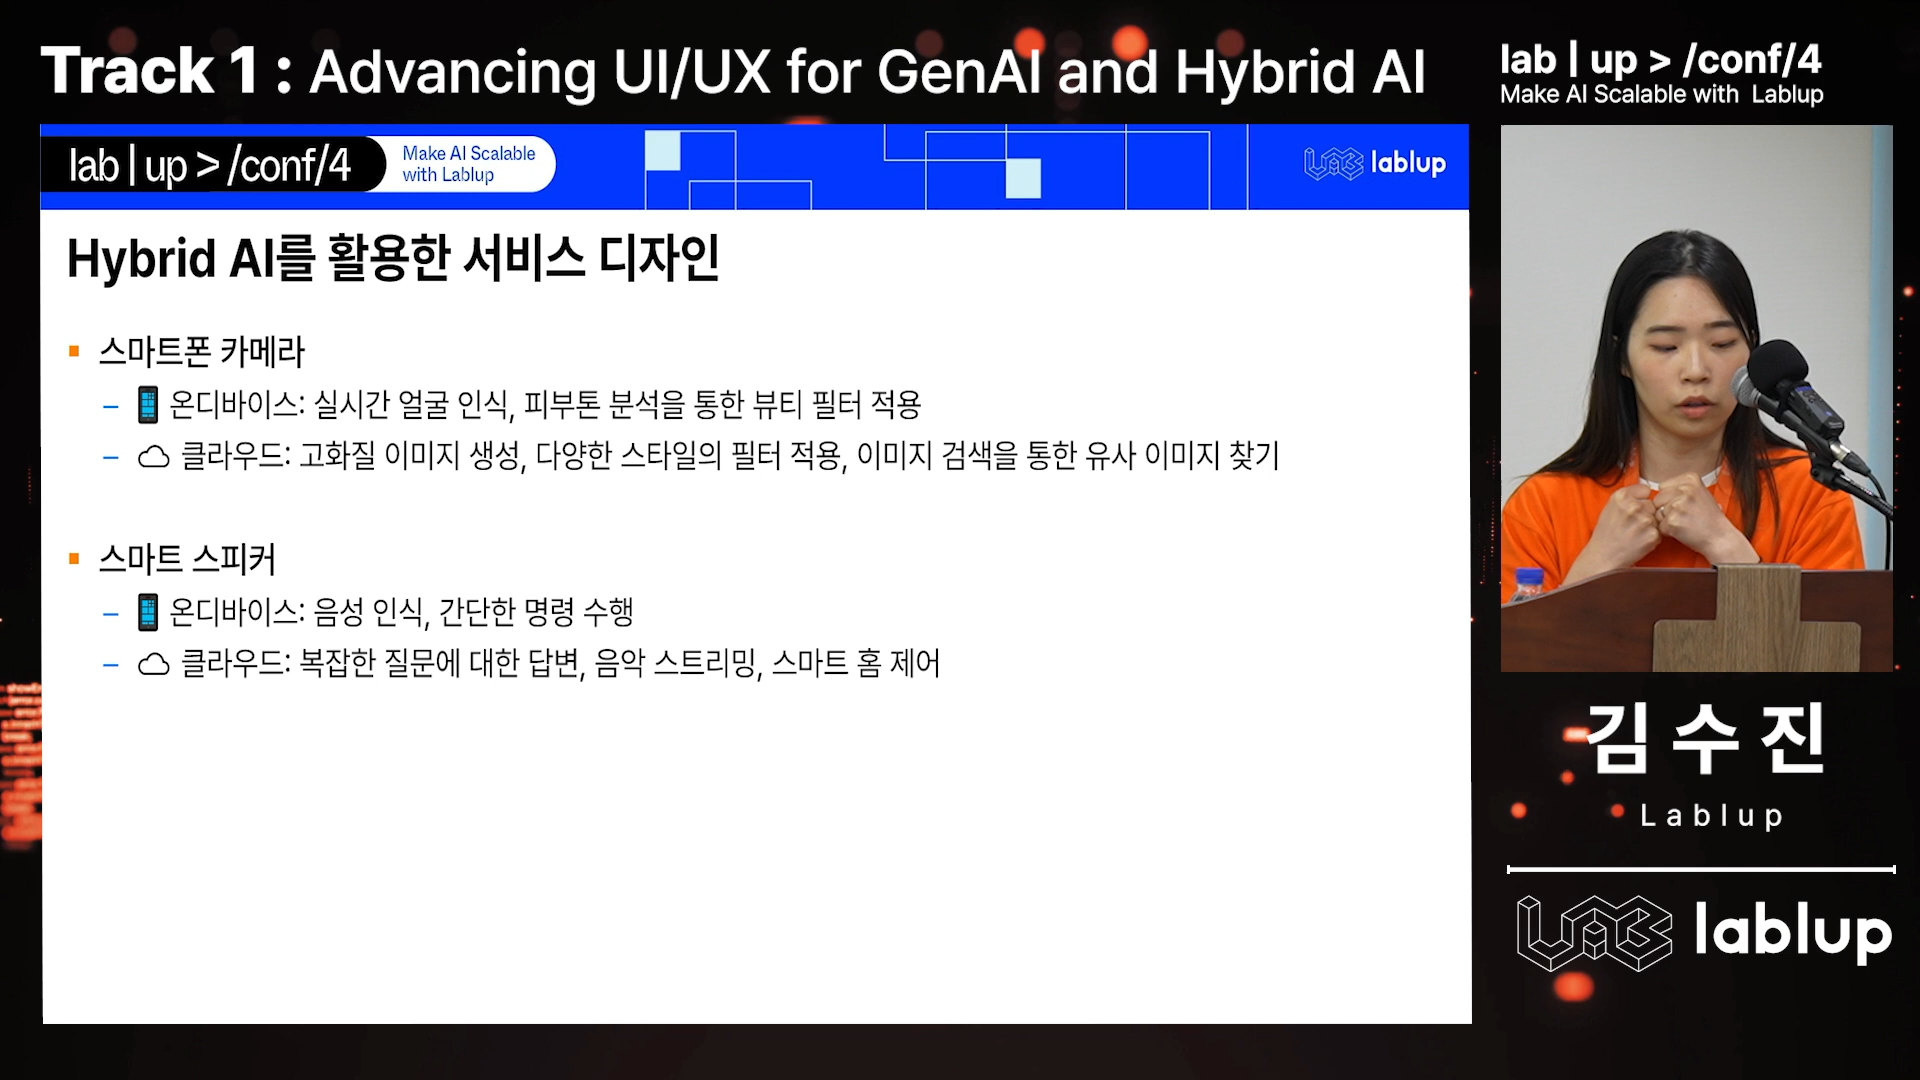 Track 1 : Advancing UI/UX for GenAI and Hybrid AI
lab | up > /conf/4
Make AI Scalable with Lablup
lab | up > /conf/4
Make AI Scalable
with Lablup
lablup
Hybrid AI를 활용한 서비스 디자인
▪ 스마트폰 카메라
– 📱 온디바이스: 실시간 얼굴 인식, 피부톤 분석을 통한 뷰티 필터 적용
– ☁ 클라우드: 고화질 이미지 생성, 다양한 스타일의 필터 적용, 이미지 검색을 통한 유사 이미지 찾기
▪ 스마트 스피커
– 📱 온디바이스: 음성 인식, 간단한 명령 수행
– ☁ 클라우드: 복잡한 질문에 대한 답변, 음악 스트리밍, 스마트 홈 제어
김수진
Lablup
lablup